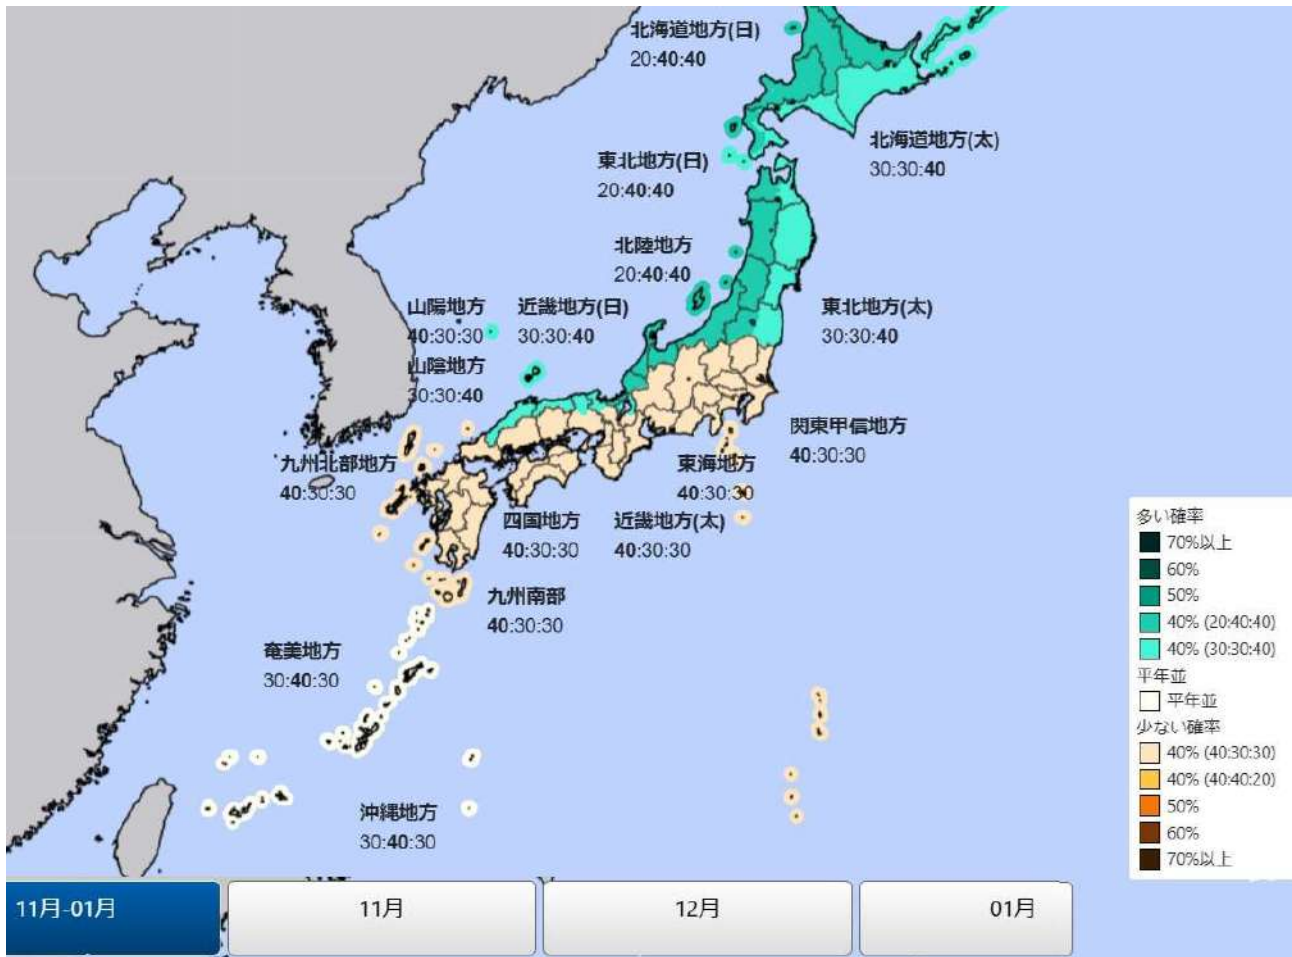 北海道地方(日)
20:40:40
北海道地方(太)
30:30:40
東北地方(日)
20:40:40
北陸地方
20:40:40
山陽地方
40:30:30
近畿地方(日)
30:30:40
東北地方(太)
30:30:40
山陰地方
30:30:40
関東甲信地方
40:30:30
九州北部地方
40:30:30
東海地方
40:30:30
四国地方
40:30:30
近畿地方(太)
40:30:30
九州南部
40:30:30
奄美地方
30:40:30
沖縄地方
30:40:30
多い確率
70%以上
60%
50%
40% (20:40:40)
40% (30:30:40)
平年並
平年並
少ない確率
40% (40:30:30)
40% (40:40:20)
50%
60%
70%以上
11月-01月
11月
12月
01月